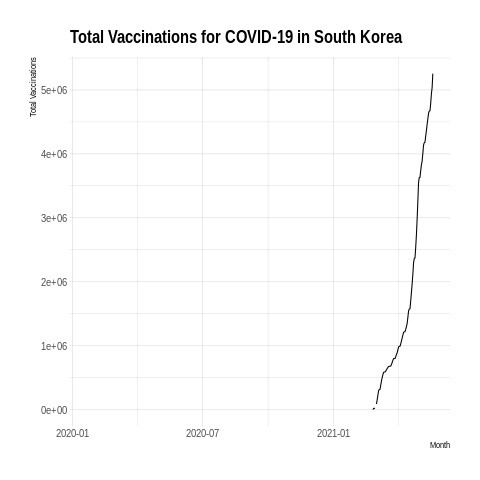 Total Vaccinations for COVID-19 in South Korea
Total Vaccinations
5e+06
4e+06
3e+06
2e+06
1e+06
0e+00
2020-01 2020-07 2021-01
Month